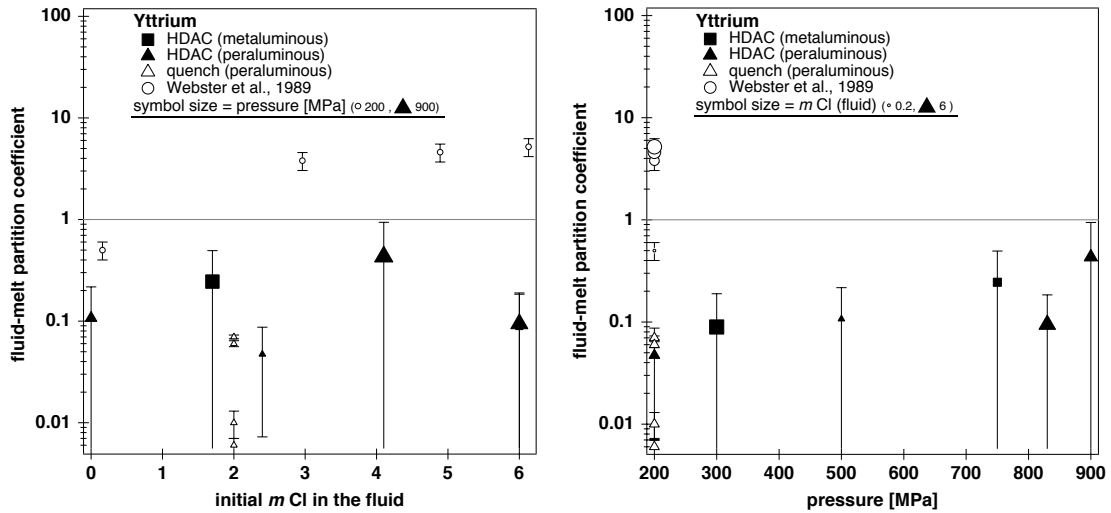 Yttrium
HDAC (metaluminous)
HDAC (peraluminous)
quench (peraluminous)
Webster et al., 1989
symbol size = pressure [MPa] (○ 200 , ▲ 900)
fluid-melt partition coefficient
100
10
1
0.1
0.01
0 1 2 3 4 5 6
initial m Cl in the fluid
Yttrium
HDAC (metaluminous)
HDAC (peraluminous)
quench (peraluminous)
Webster et al., 1989
symbol size = m Cl (fluid) (∘ 0.2, ▲ 6 )
fluid-melt partition coefficient
100
10
1
0.1
0.01
200 300 400 500 600 700 800 900
pressure [MPa]